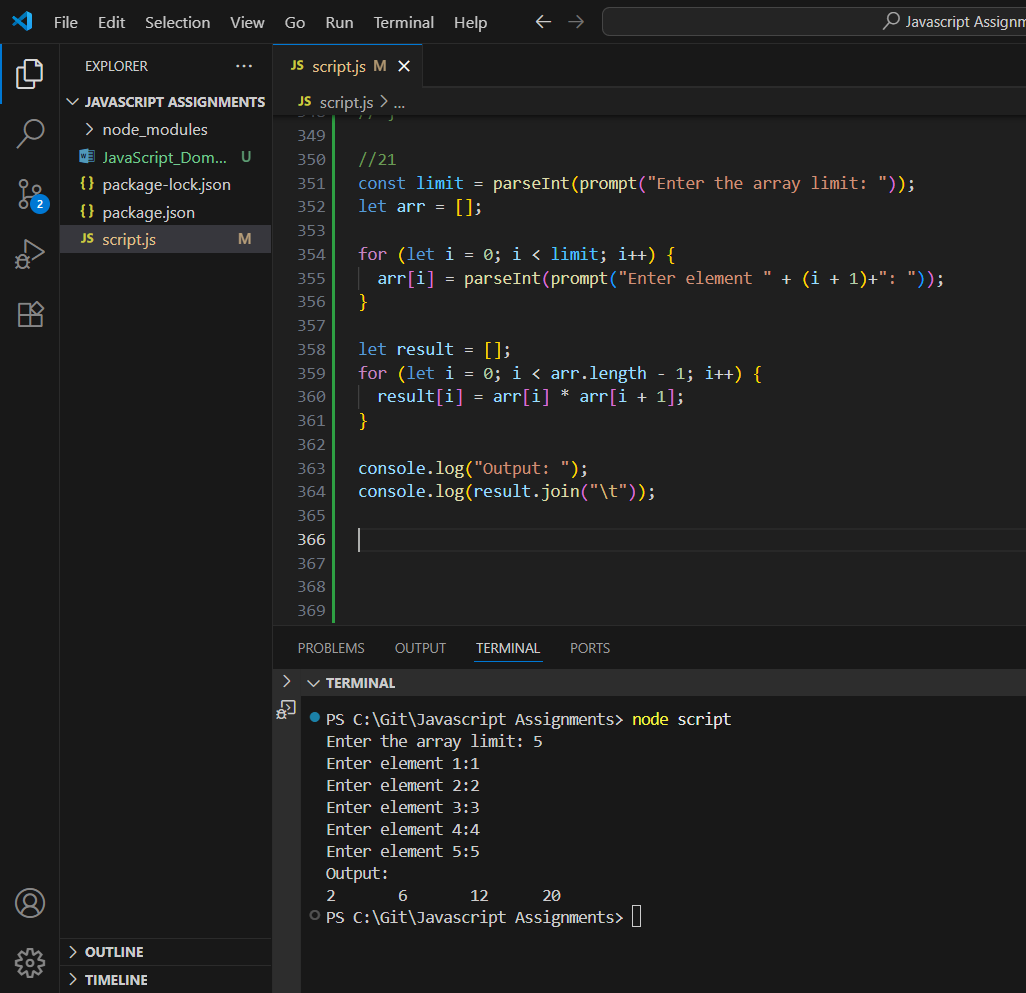 File Edit Selection View Go Run Terminal Help Javascript Assignm
EXPLORER
JAVASCRIPT ASSIGNMENTS
node_modules
JavaScript_Dom... U
{} package-lock.json
{} package.json
JS script.js M
2
OUTLINE
TIMELINE
JS script.js M
JS script.js > ...
349
350 //21
351 const limit = parseInt(prompt("Enter the array limit: "));
352 let arr = [];
353
354 for (let i = 0; i < limit; i++) {
355   arr[i] = parseInt(prompt("Enter element " + (i + 1)+": "));
356 }
357
358 let result = [];
359 for (let i = 0; i < arr.length - 1; i++) {
360   result[i] = arr[i] * arr[i + 1];
361 }
362
363 console.log("Output: ");
364 console.log(result.join("\t"));
365
366
367
368
369
PROBLEMS OUTPUT TERMINAL PORTS
TERMINAL
PS C:\Git\Javascript Assignments> node script
Enter the array limit: 5
Enter element 1:1
Enter element 2:2
Enter element 3:3
Enter element 4:4
Enter element 5:5
Output:
2 6 12 20
PS C:\Git\Javascript Assignments>